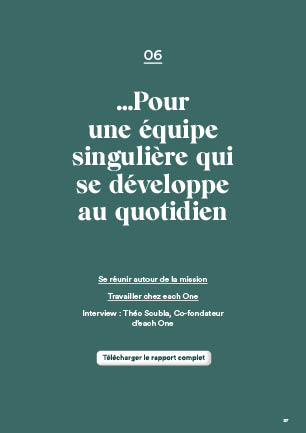 06
...Pour
une équipe
singulière qui
se développe
au quotidien
Se réunir autour de la mission
Travailler chez each One
Interview : Théo Scubla, Co-fondateur
d'each One
Télécharger le rapport complet